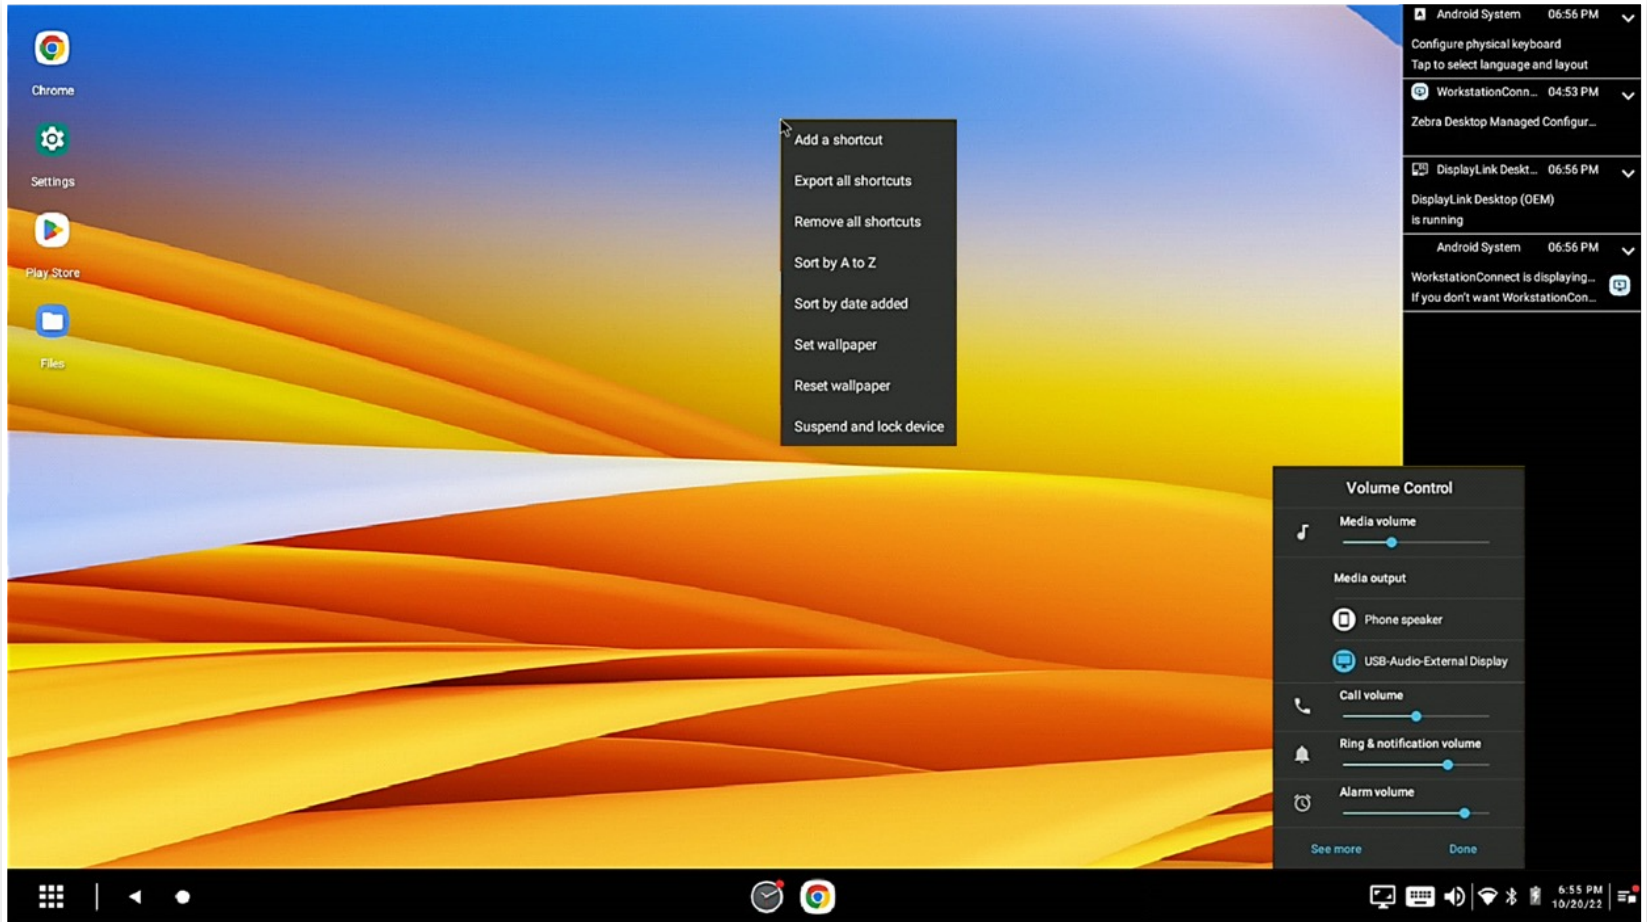 Chrome
Settings
Play Store
Files
Add a shortcut
Export all shortcuts
Remove all shortcuts
Sort by A to Z
Sort by date added
Set wallpaper
Reset wallpaper
Suspend and lock device
Android System 06:56 PM
Configure physical keyboard
Tap to select language and layout
WorkstationConn... 04:53 PM
Zebra Desktop Managed Configur...
DisplayLink Deskt... 06:56 PM
DisplayLink Desktop (OEM)
is running
Android System 06:56 PM
WorkstationConnect is displaying...
If you don't want WorkstationCon...
Volume Control
Media volume
Media output
Phone speaker
USB-Audio-External Display
Call volume
Ring & notification volume
Alarm volume
See more Done
6:55 PM
10/20/22